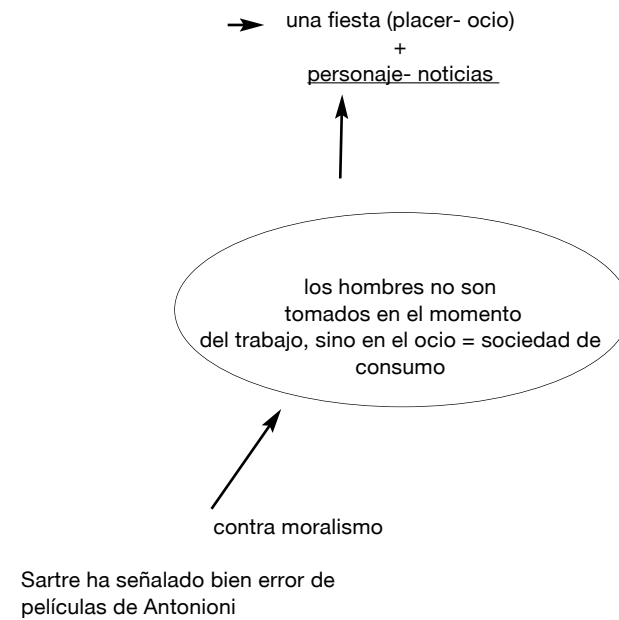 una fiesta (placer- ocio)
+
personaje- noticias
los hombres no son
tomados en el momento
del trabajo, sino en el ocio = sociedad de
consumo
contra moralismo
Sartre ha señalado bien error de
películas de Antonioni